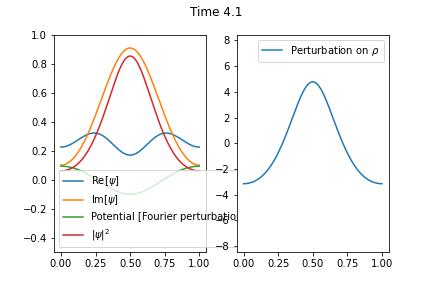 Time 4.1
1.0
0.8
0.6
0.4
0.2
0.0
−0.2
−0.4
0.00 0.25 0.50 0.75 1.00
Re[ψ]
Im[ψ]
Potential [Fourier perturbatio
|ψ|²
8
6
4
2
0
−2
−4
−6
−8
0.00 0.25 0.50 0.75 1.00
Perturbation on ρ